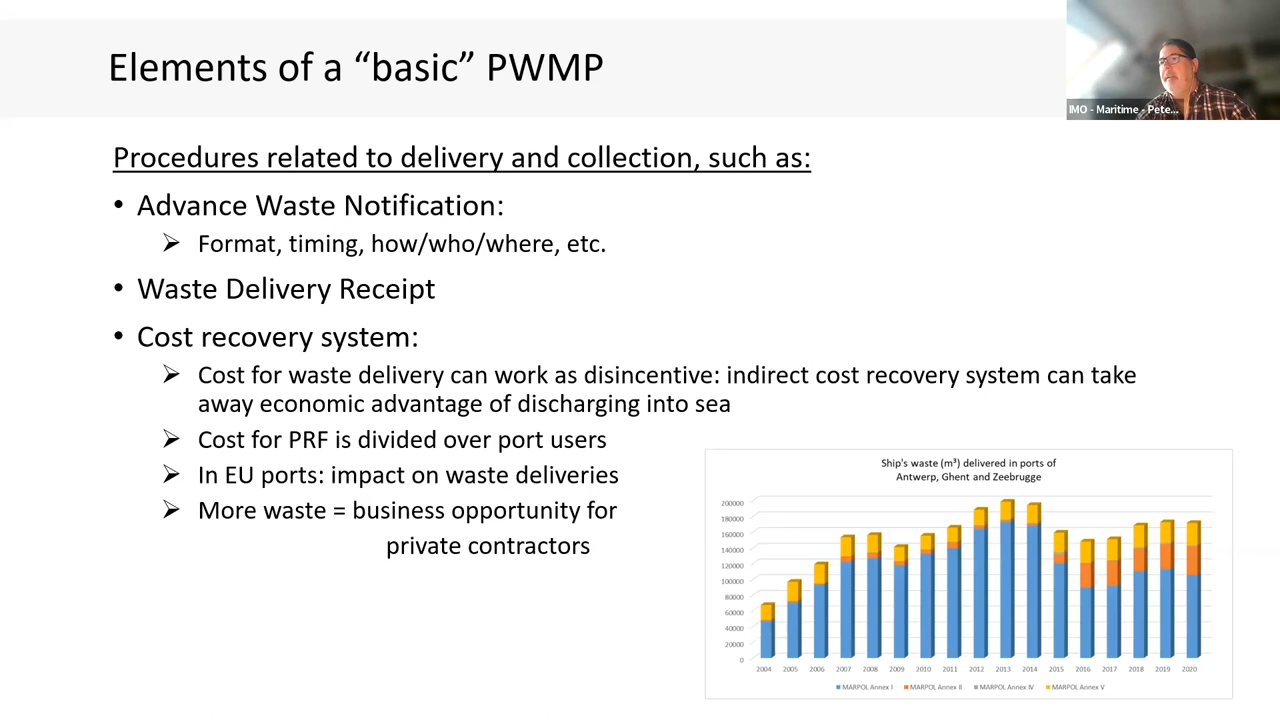 Elements of a “basic” PWMP
IMO - Maritime - Pete...
Procedures related to delivery and collection, such as:
• Advance Waste Notification:
➢ Format, timing, how/who/where, etc.
• Waste Delivery Receipt
• Cost recovery system:
➢ Cost for waste delivery can work as disincentive: indirect cost recovery system can take
away economic advantage of discharging into sea
➢ Cost for PRF is divided over port users
➢ In EU ports: impact on waste deliveries
➢ More waste = business opportunity for
private contractors
Ship's waste (m³) delivered in ports of
Antwerp, Ghent and Zeebrugge
200000
180000
160000
140000
120000
100000
80000
60000
40000
20000
0
2004 2005 2006 2007 2008 2009 2010 2011 2012 2013 2014 2015 2016 2017 2018 2019 2020
MARPOL Annex I MARPOL Annex II MARPOL Annex IV MARPOL Annex V